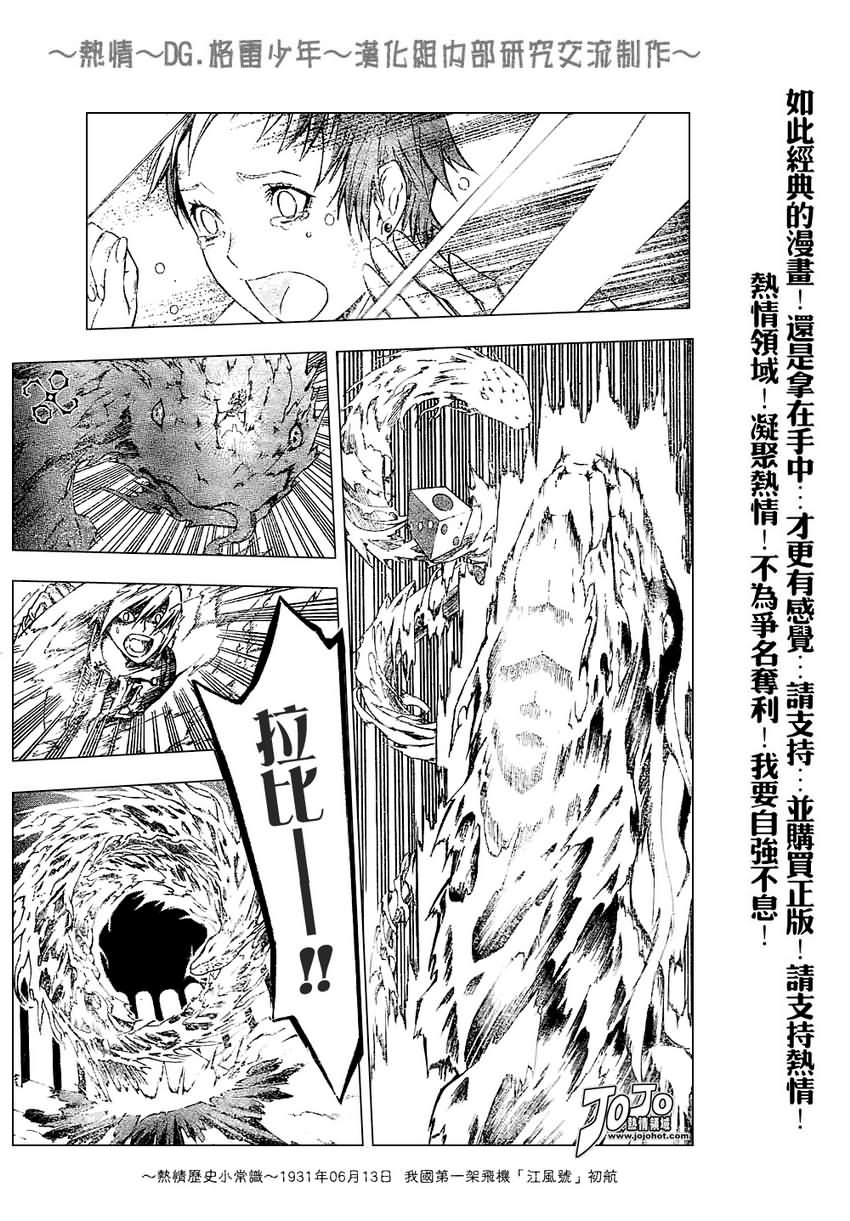 ～熱情～DG.格雷少年～漢化組內部研究交流制作～
如此經典的漫畫！還是拿在手中…才更有感覺…請支持…並購買正版！請支持熱情！
熱情領域！凝聚熱情！不為爭名奪利！我要自強不息！
拉比——!!
JOJO
熱情領域
www.jojohot.com
～熱情歷史小常識～1931年06月13日 我國第一架飛機「江風號」初航